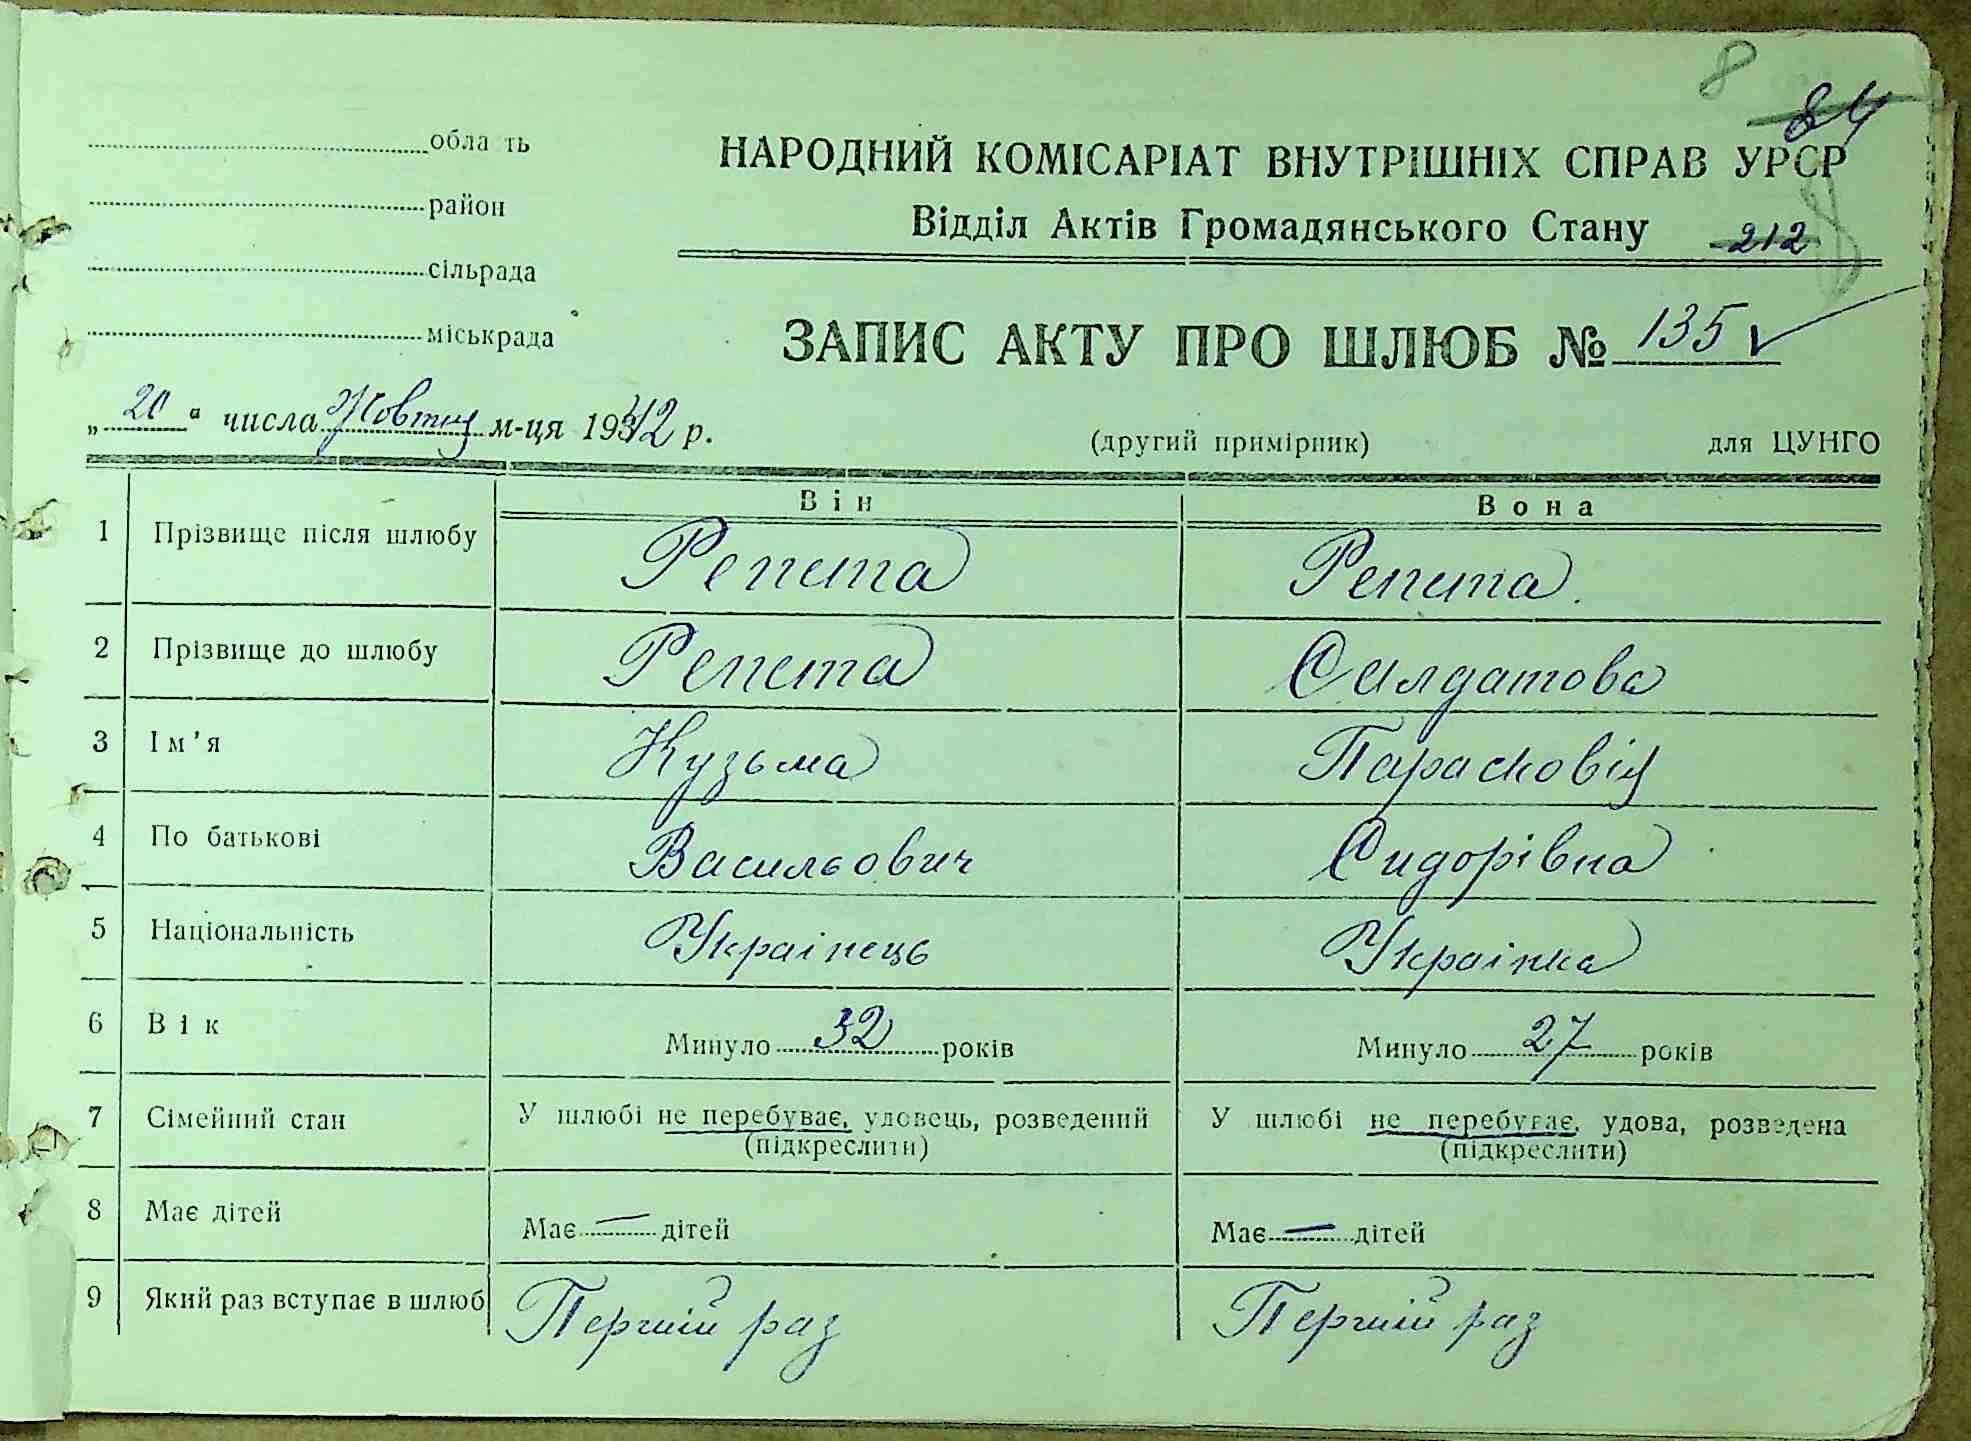 8
84
область
район
сільрада
міськрада
НАРОДНИЙ КОМІСАРІАТ ВНУТРІШНІХ СПРАВ УРСР
Відділ Актів Громадянського Стану 212
ЗАПИС АКТУ ПРО ШЛЮБ № 135
„20“ числа Жовтня м-ця 1942 р.
(другий примірник) для ЦУНГО
Він Вона
1 Прізвище після шлюбу Репета Репета.
2 Прізвище до шлюбу Репета Салдатова
3 Ім'я Кузьма Парасковія
4 По батькові Васильович Сидорівна
5 Національність Украінець Украінка
6 Вік Минуло 32 років Минуло 27 років
7 Сімейний стан У шлюбі не перебуває, удовець, розведений У шлюбі не перебуває, удова, розведена
(підкреслити) (підкреслити)
8 Має дітей Має — дітей Має — дітей
9 Який раз вступає в шлюб Перший раз Перший раз